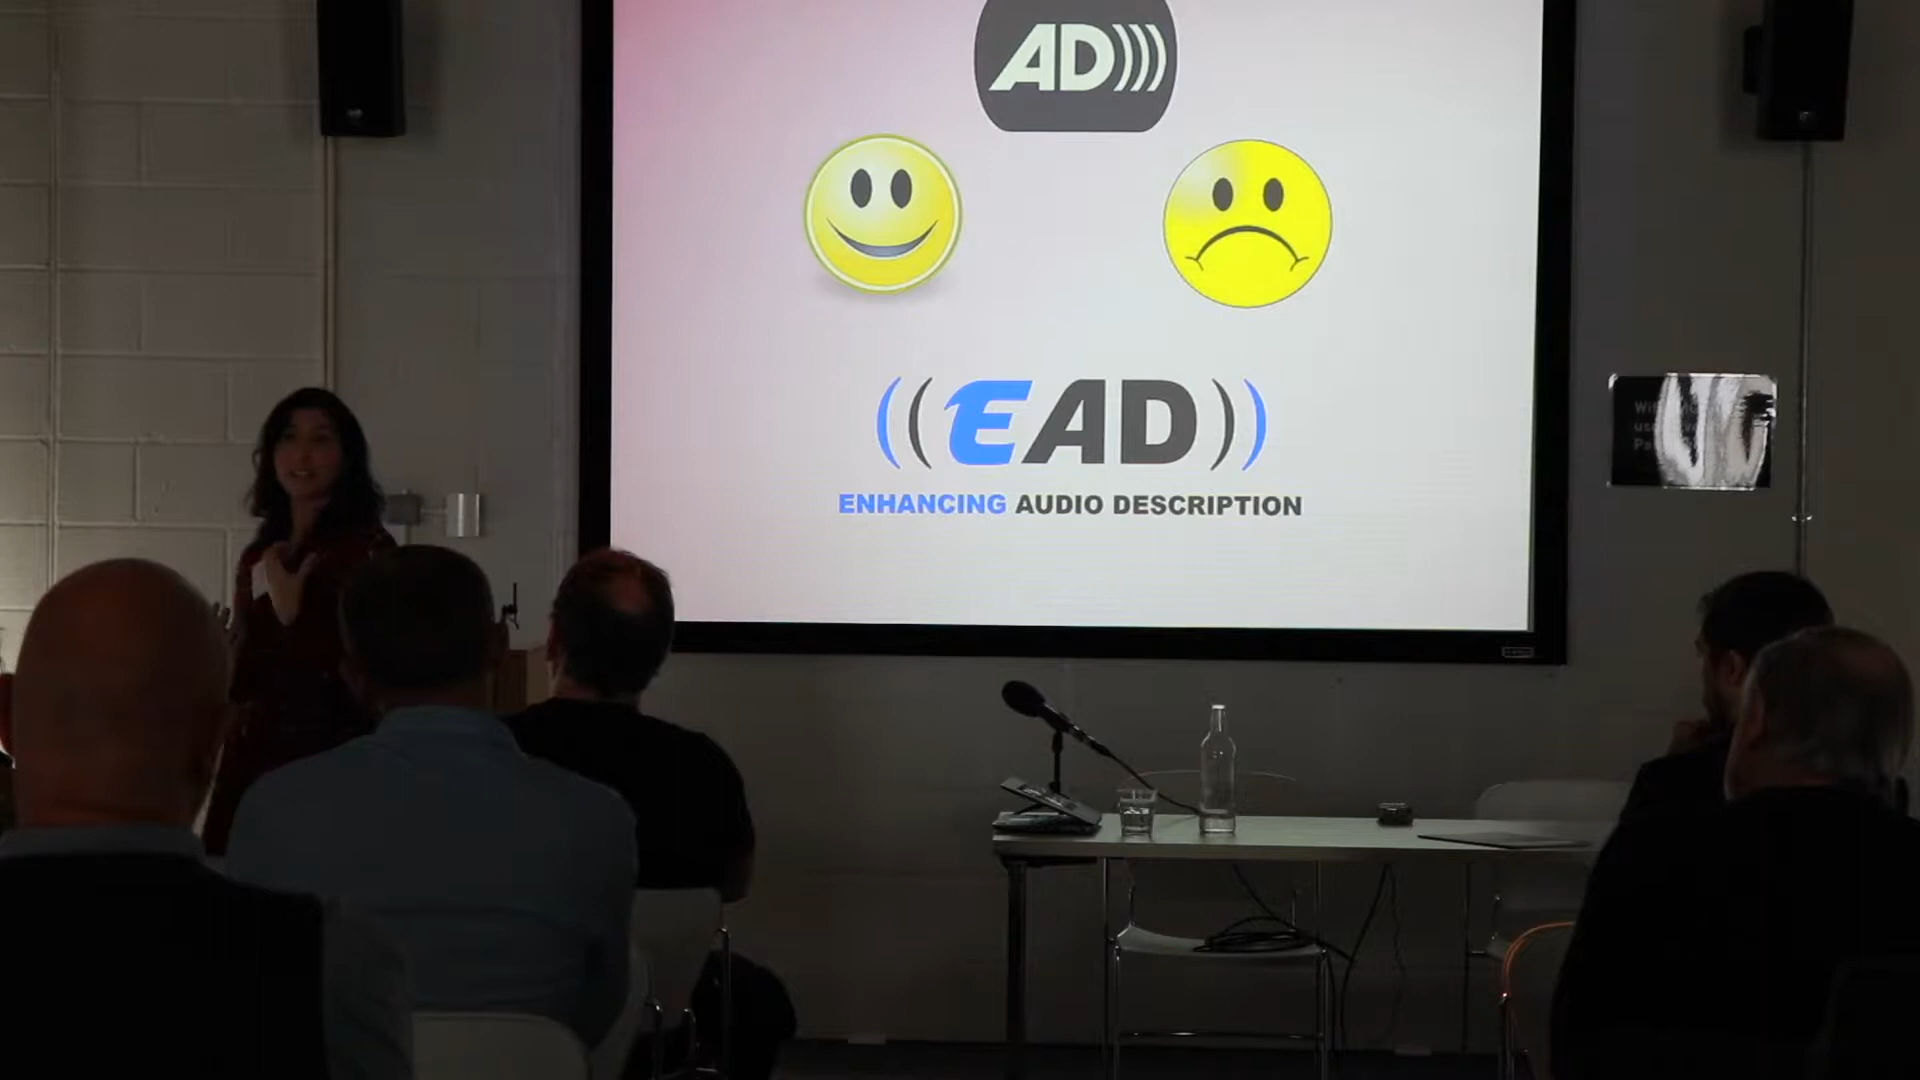 AD)))
((EAD))
ENHANCING AUDIO DESCRIPTION